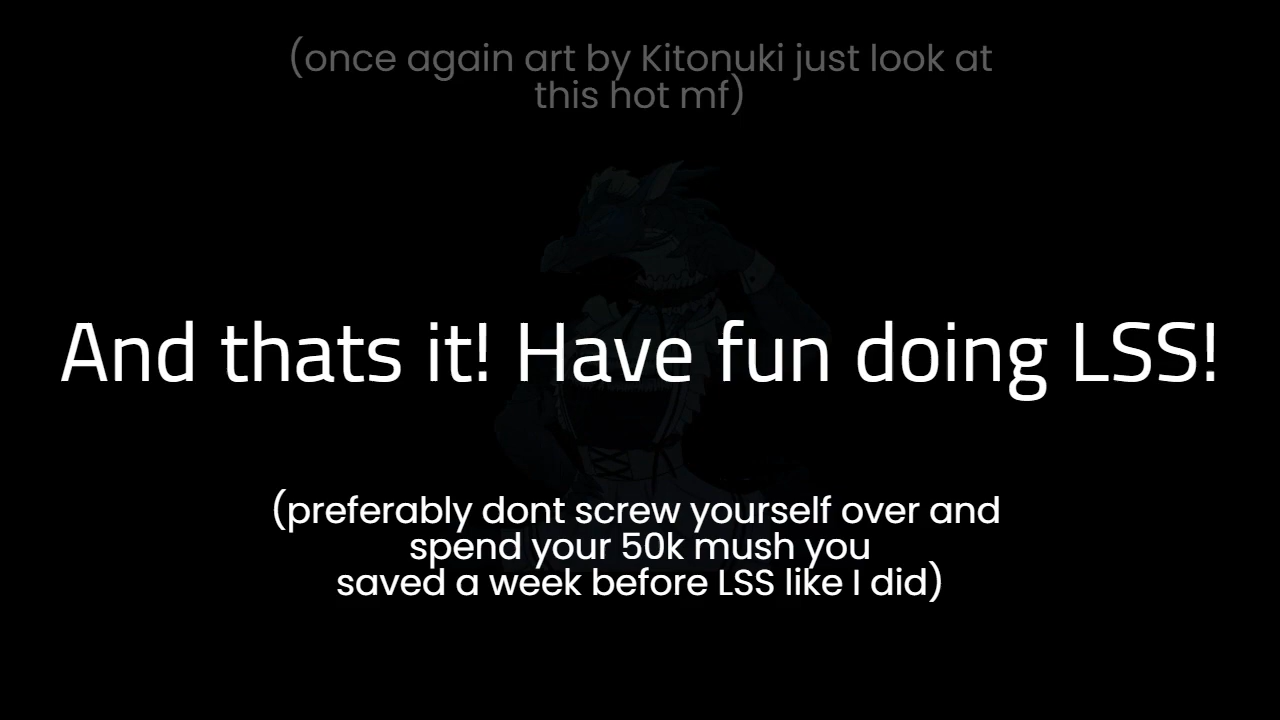 (once again art by Kitonuki just look at
this hot mf)
And thats it! Have fun doing LSS!
(preferably dont screw yourself over and
spend your 50k mush you
saved a week before LSS like I did)